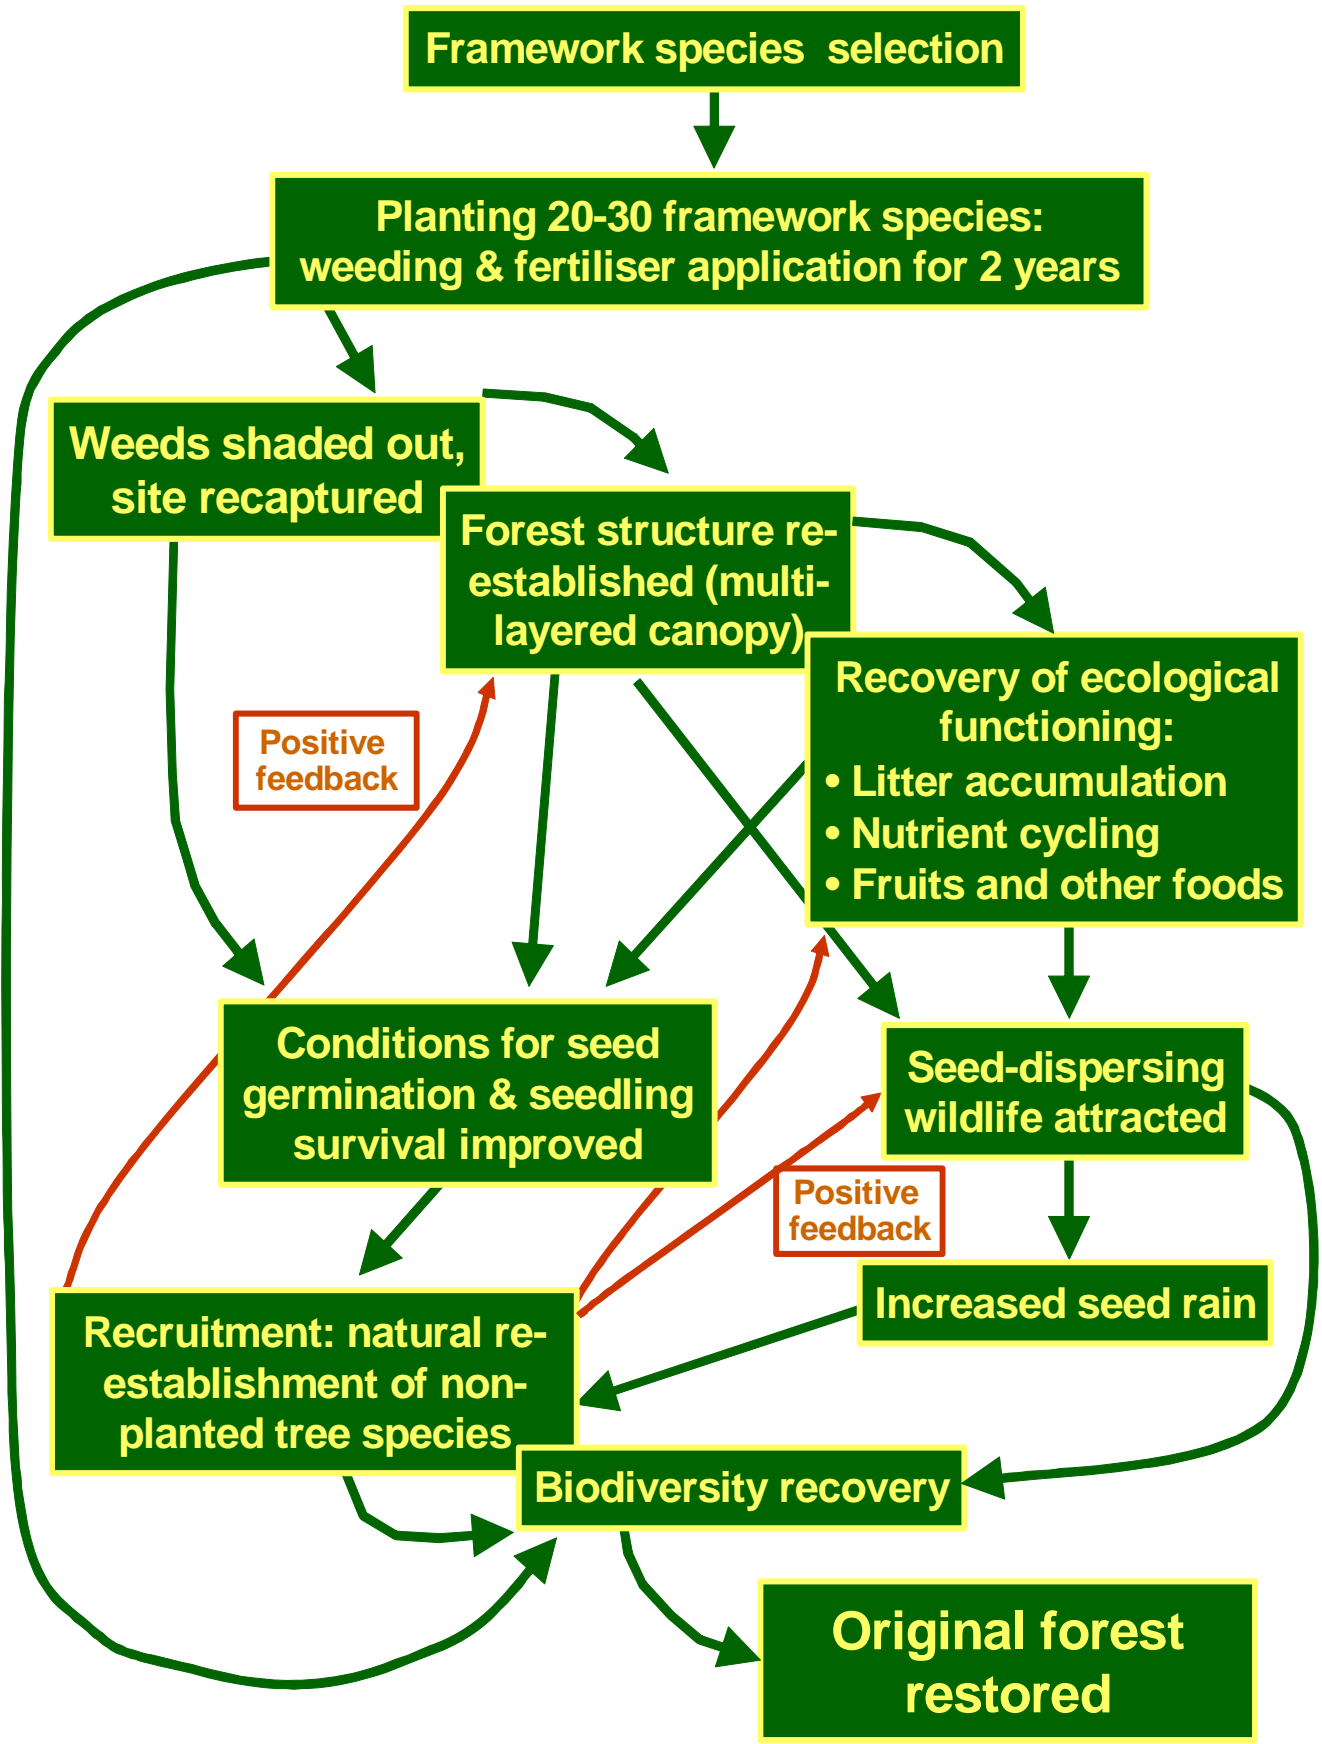 Framework species  selection
Planting 20-30 framework species:
weeding & fertiliser application for 2 years
Weeds shaded out,
site recaptured
Forest structure re-
established (multi-
layered canopy)
Recovery of ecological
functioning:
• Litter accumulation
• Nutrient cycling
• Fruits and other foods
Positive
feedback
Conditions for seed
germination & seedling
survival improved
Seed-dispersing
wildlife attracted
Positive
feedback
Increased seed rain
Recruitment: natural re-
establishment of non-
planted tree species
Biodiversity recovery
Original forest
restored